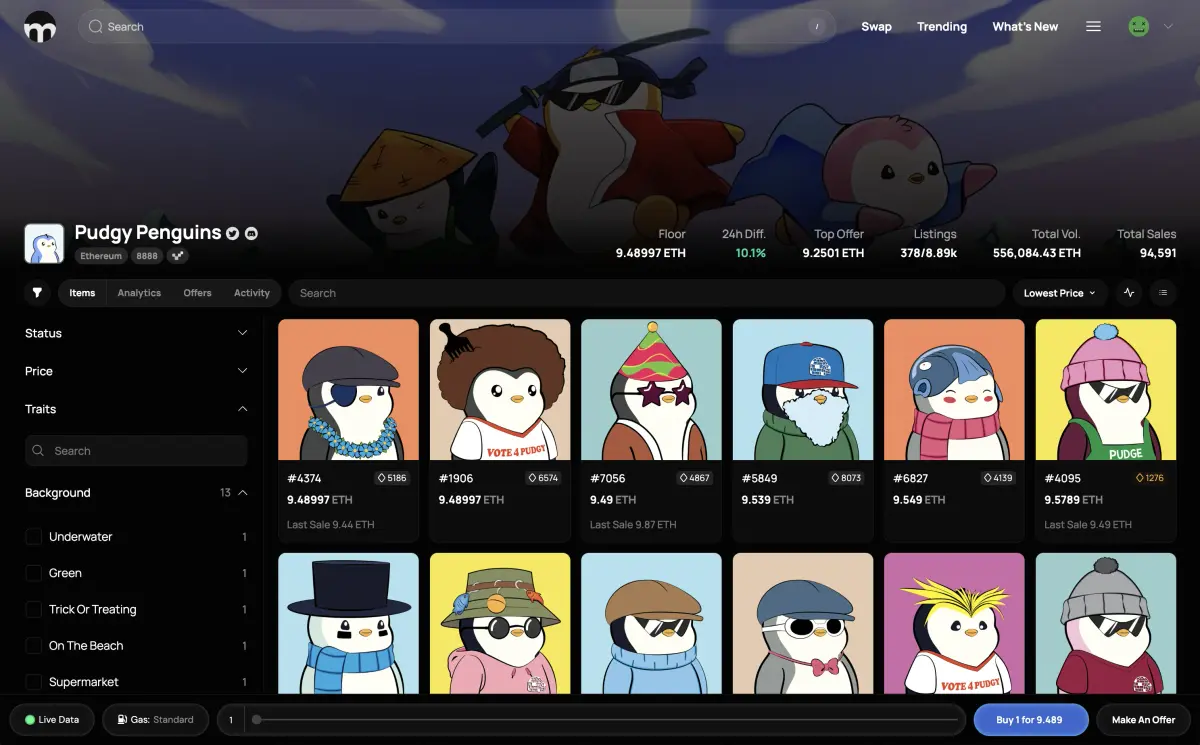 m
Search
/
Swap
Trending
What's New
Pudgy Penguins
Ethereum
8888
Floor
9.48997 ETH
24h Diff.
10.1%
Top Offer
9.2501 ETH
Listings
378/8.89k
Total Vol.
556,084.43 ETH
Total Sales
94,591
Items
Analytics
Offers
Activity
Search
Lowest Price
Status
Price
Traits
Search
Background
13
Underwater
1
Green
1
Trick Or Treating
1
On The Beach
1
Supermarket
1
#4374
5186
9.48997 ETH
Last Sale 9.44 ETH
VOTE 4 PUDGY
#1906
6574
9.48997 ETH
#7056
4867
9.49 ETH
Last Sale 9.87 ETH
#5849
8073
9.539 ETH
#6827
4139
9.549 ETH
PUDGE
#4095
1276
9.5789 ETH
Last Sale 9.49 ETH
VOTE 4 PUDGY
Live Data
Gas: Standard
1
Buy 1 for 9.489
Make An Offer